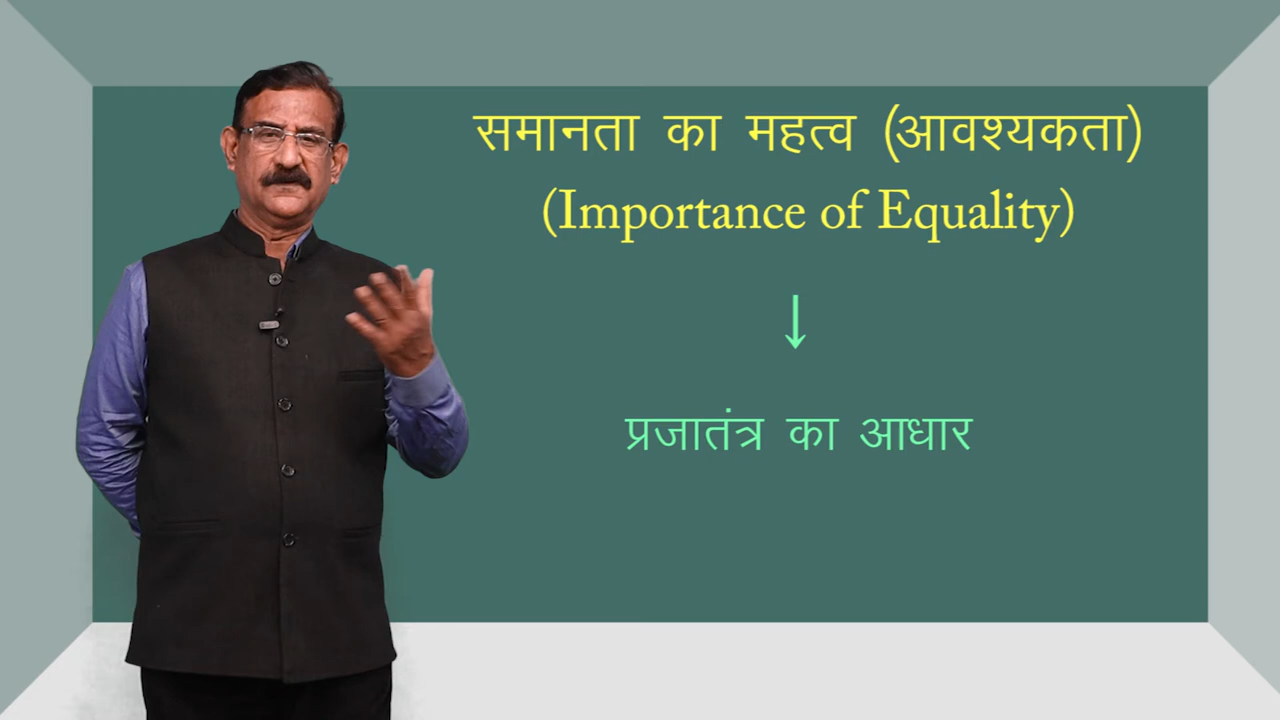 समानता का महत्व (आवश्यकता)
(Importance of Equality)
↓
प्रजातंत्र का आधार